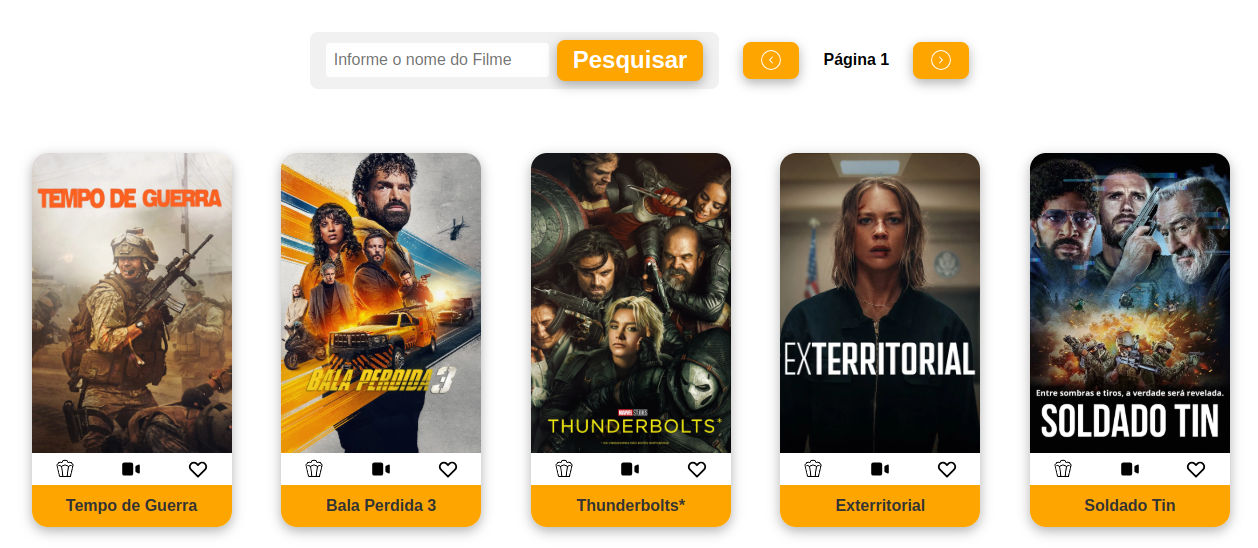 Informe o nome do Filme
Pesquisar
Página 1
TEMPO DE GUERRA
BALA PERDIDA 3
MARVEL STUDIOS
THUNDERBOLTS*
EXTERRITORIAL
Entre sombras e tiros, a verdade será revelada.
SOLDADO TIN
Tempo de Guerra
Bala Perdida 3
Thunderbolts*
Exterritorial
Soldado Tin